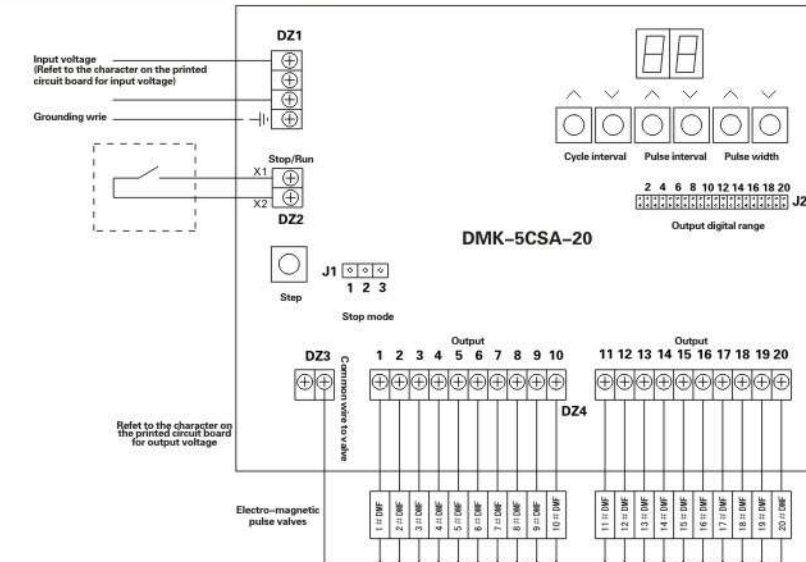 DZ1
Input voltage
(Refet to the character on the printed
circuit board for input voltage)
Grounding wrie
Stop/Run
X1
X2
DZ2
Step
J1
1 2 3
Stop mode
88
Cycle interval Pulse interval Pulse width
2 4 6 8 10 12 14 16 18 20
J2
Output digital range
DMK-5CSA-20
DZ3
Common wire to valve
Output
1 2 3 4 5 6 7 8 9 10
Output
11 12 13 14 15 16 17 18 19 20
DZ4
Refet to the character on
the printed circuit board
for output voltage
Electro-magnetic
pulse valves
1# DMF
2# DMF
3# DMF
4# DMF
5# DMF
6# DMF
7# DMF
8# DMF
9# DMF
10# DMF
11# DMF
12# DMF
13# DMF
14# DMF
15# DMF
16# DMF
17# DMF
18# DMF
19# DMF
20# DMF